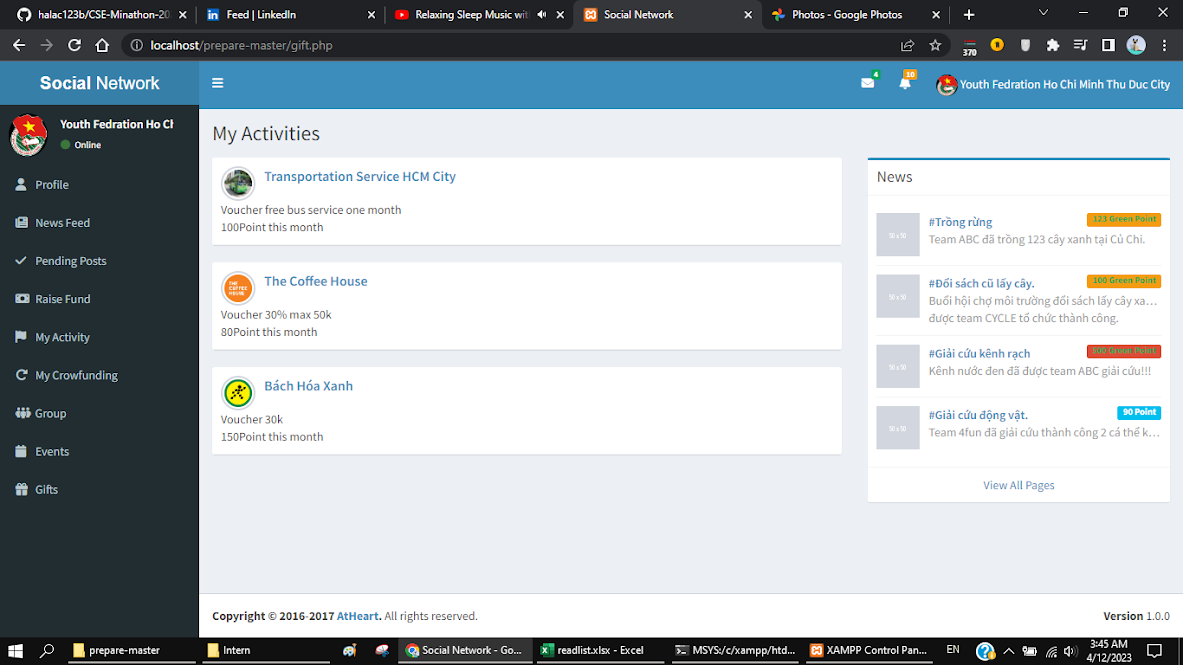 halac123b/CSE-Minathon-20
Feed | LinkedIn
Relaxing Sleep Music wit
Social Network
Photos - Google Photos
localhost/prepare-master/gift.php
370
Social Network
4
10
Youth Fedration Ho Chi Minh Thu Duc City
Youth Fedration Ho Cl
Online
Profile
News Feed
Pending Posts
Raise Fund
My Activity
My Crowfunding
Group
Events
Gifts
My Activities
Transportation Service HCM City
Voucher free bus service one month
100Point this month
THE COFFEE HOUSE
The Coffee House
Voucher 30% max 50k
80Point this month
Bách Hóa Xanh
Voucher 30k
150Point this month
News
50 x 50
#Trồng rừng
123 Green Point
Team ABC đã trồng 123 cây xanh tại Củ Chi.
50 x 50
#Đổi sách cũ lấy cây.
100 Green Point
Buổi hội chợ môi trường đổi sách lấy cây xa…
được team CYCLE tổ chức thành công.
50 x 50
#Giải cứu kênh rạch
500 Green Point
Kênh nước đen đã được team ABC giải cứu!!!
50 x 50
#Giải cứu động vật.
90 Point
Team 4fun đã giải cứu thành công 2 cá thể k…
View All Pages
Copyright © 2016-2017 AtHeart. All rights reserved.
Version 1.0.0
prepare-master
Intern
Social Network - Go...
readlist.xlsx - Excel
MSYS:/c/xampp/htd...
XAMPP Control Pan...
EN
3:45 AM
4/12/2023